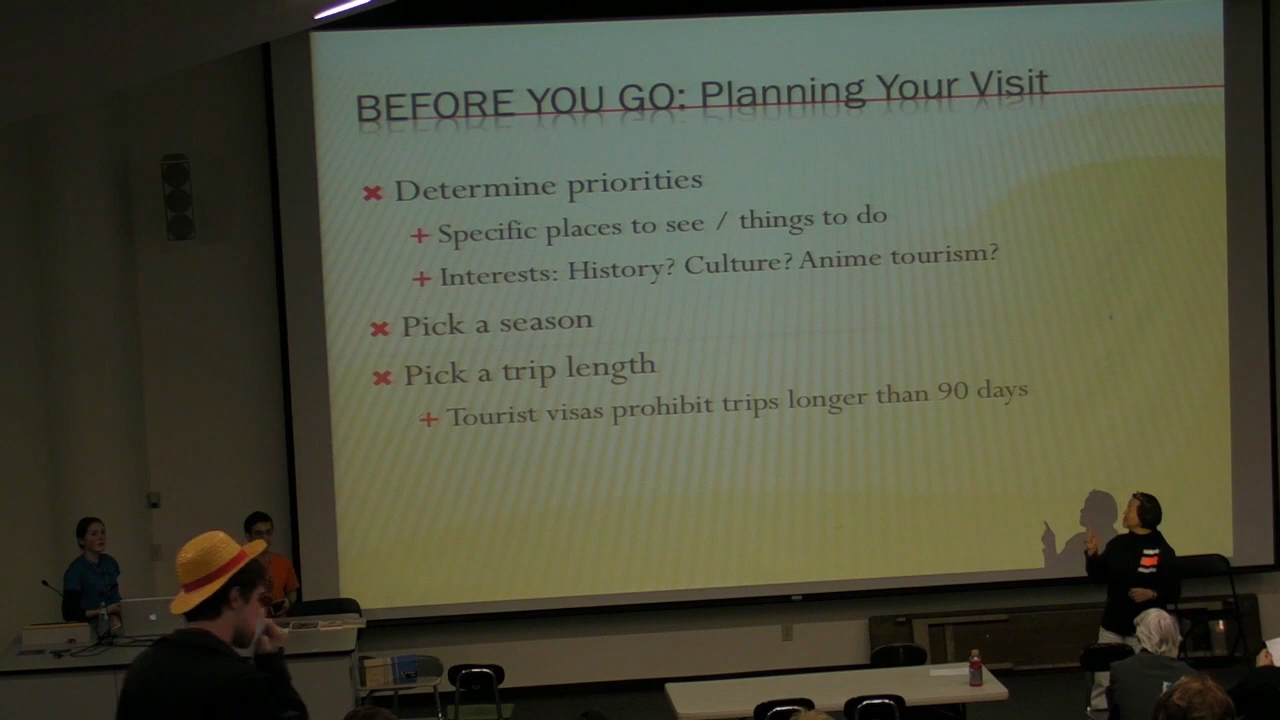 BEFORE YOU GO: Planning Your Visit
Determine priorities
Specific places to see / things to do
Interests: History? Culture? Anime tourism?
Pick a season
Pick a trip length
Tourist visas prohibit trips longer than 90 days